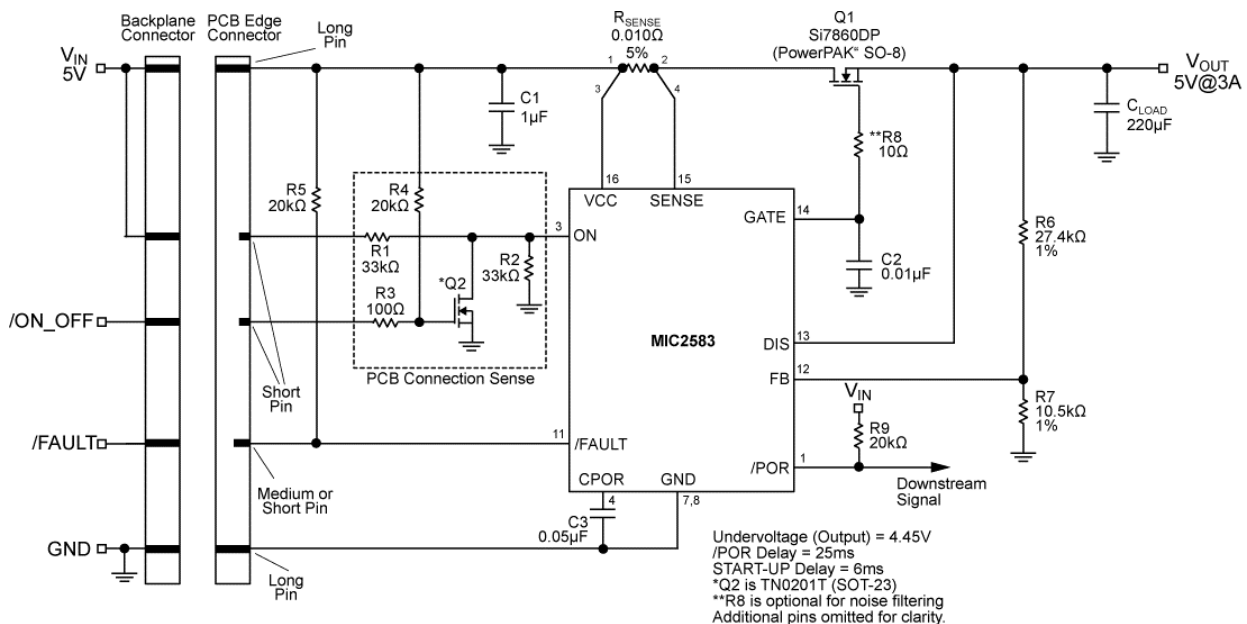 Backplane
Connector
PCB Edge
Connector
Long
Pin
RSENSE
0.010Ω
5%
Q1
Si7860DP
(PowerPAK® SO-8)
VIN
5V
1
2
3
4
VOUT
5V@3A
C1
1µF
CLOAD
220µF
**R8
10Ω
R5
20kΩ
R4
20kΩ
16
15
VCC
SENSE
14
GATE
R6
27.4kΩ
1%
3
ON
R1
33kΩ
R2
33kΩ
C2
0.01µF
*Q2
R3
100Ω
/ON_OFF
MIC2583
13
DIS
PCB Connection Sense
12
FB
Short
Pin
VIN
R7
10.5kΩ
1%
R9
20kΩ
/FAULT
11
/FAULT
1
/POR
Medium or
Short Pin
CPOR
GND
Downstream
Signal
4
7,8
C3
0.05µF
GND
Long
Pin
Undervoltage (Output) = 4.45V
/POR Delay = 25ms
START-UP Delay = 6ms
*Q2 is TN0201T (SOT-23)
**R8 is optional for noise filtering
Additional pins omitted for clarity.